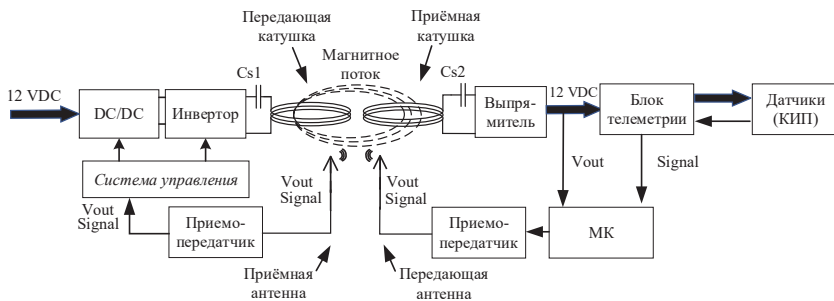 Передающая
катушка
Приёмная
катушка
Магнитное
поток
Cs1
Cs2
12 VDC
DC/DC
Инвертор
Выпря-
митель
12 VDC
Блок
телеметрии
Датчики
(КИП)
Система управления
Vout
Signal
Vout
Signal
Vout
Signal
Vout
Signal
Приемо-
передатчик
Приемо-
передатчик
МК
Приёмная
антенна
Передающая
антенна